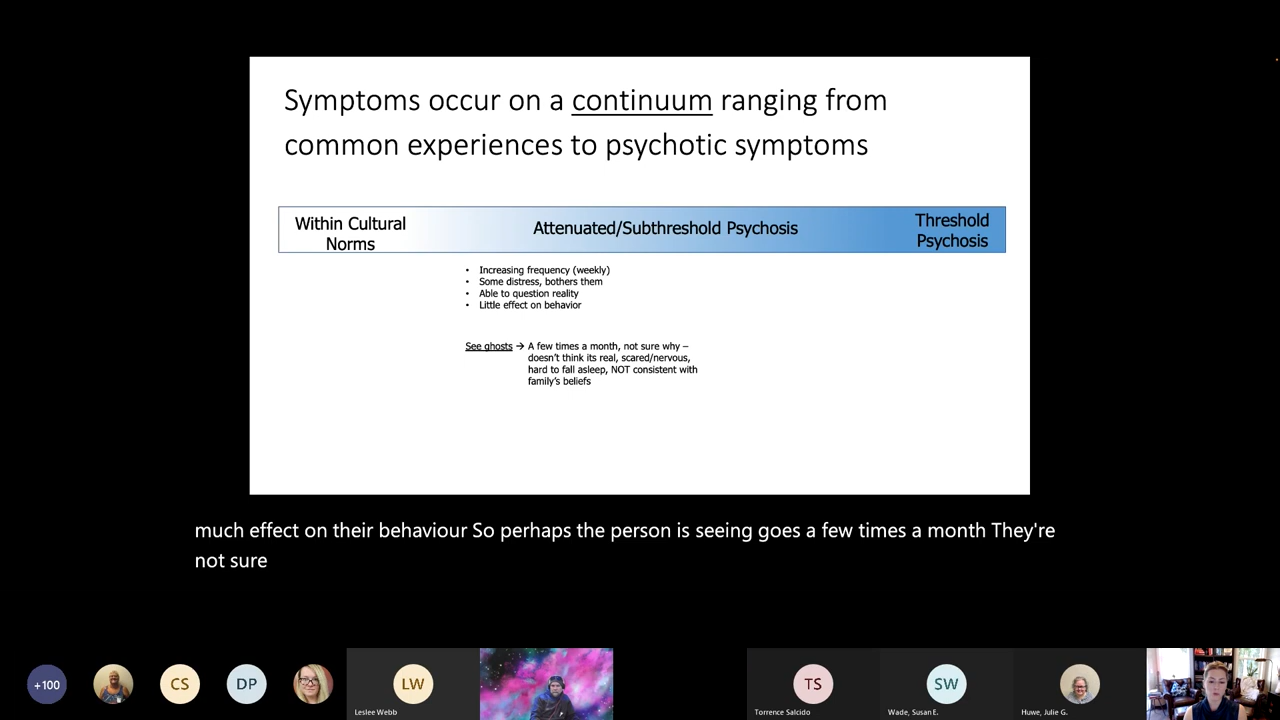 Symptoms occur on a continuum ranging from
common experiences to psychotic symptoms
Within Cultural
Norms
Attenuated/Subthreshold Psychosis
Threshold
Psychosis
• Increasing frequency (weekly)
• Some distress, bothers them
• Able to question reality
• Little effect on behavior
See ghosts → A few times a month, not sure why –
doesn't think its real, scared/nervous,
hard to fall asleep, NOT consistent with
family's beliefs
much effect on their behaviour So perhaps the person is seeing goes a few times a month They're
not sure
+100
CS
DP
LW
TS
SW
Leslee Webb
Torrence Salcido
Wade, Susan E.
Huwe, Julie G.